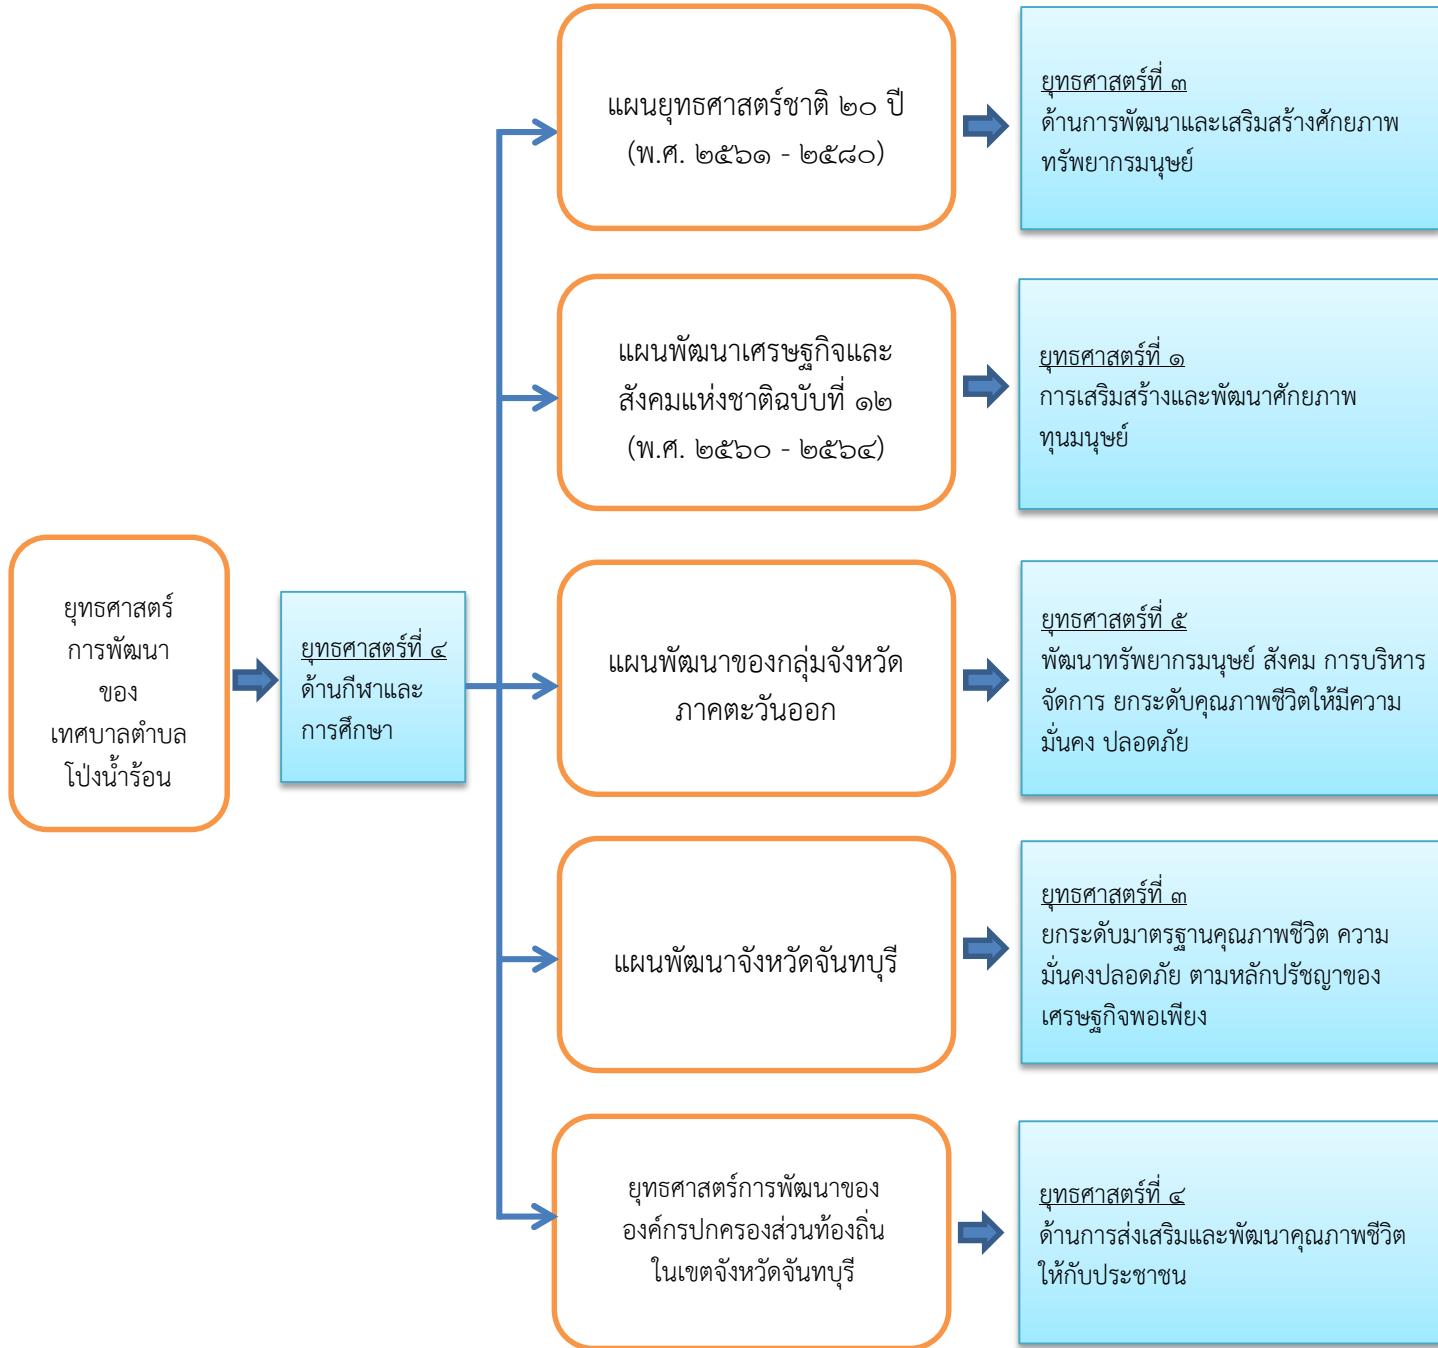 ยุทธศาสตร์
การพัฒนา
ของ
เทศบาลตำบล
โป่งน้ำร้อน
ยุทธศาสตร์ที่ ๔
ด้านกีฬาและ
การศึกษา
แผนยุทธศาสตร์ชาติ ๒๐ ปี
(พ.ศ. ๒๕๖๑ - ๒๕๘๐)
ยุทธศาสตร์ที่ ๓
ด้านการพัฒนาและเสริมสร้างศักยภาพ
ทรัพยากรมนุษย์
แผนพัฒนาเศรษฐกิจและ
สังคมแห่งชาติฉบับที่ ๑๒
(พ.ศ. ๒๕๖๐ - ๒๕๖๔)
ยุทธศาสตร์ที่ ๑
การเสริมสร้างและพัฒนาศักยภาพ
ทุนมนุษย์
แผนพัฒนาของกลุ่มจังหวัด
ภาคตะวันออก
ยุทธศาสตร์ที่ ๕
พัฒนาทรัพยากรมนุษย์ สังคม การบริหาร
จัดการ ยกระดับคุณภาพชีวิตให้มีความ
มั่นคง ปลอดภัย
แผนพัฒนาจังหวัดจันทบุรี
ยุทธศาสตร์ที่ ๓
ยกระดับมาตรฐานคุณภาพชีวิต ความ
มั่นคงปลอดภัย ตามหลักปรัชญาของ
เศรษฐกิจพอเพียง
ยุทธศาสตร์การพัฒนาของ
องค์กรปกครองส่วนท้องถิ่น
ในเขตจังหวัดจันทบุรี
ยุทธศาสตร์ที่ ๔
ด้านการส่งเสริมและพัฒนาคุณภาพชีวิต
ให้กับประชาชน